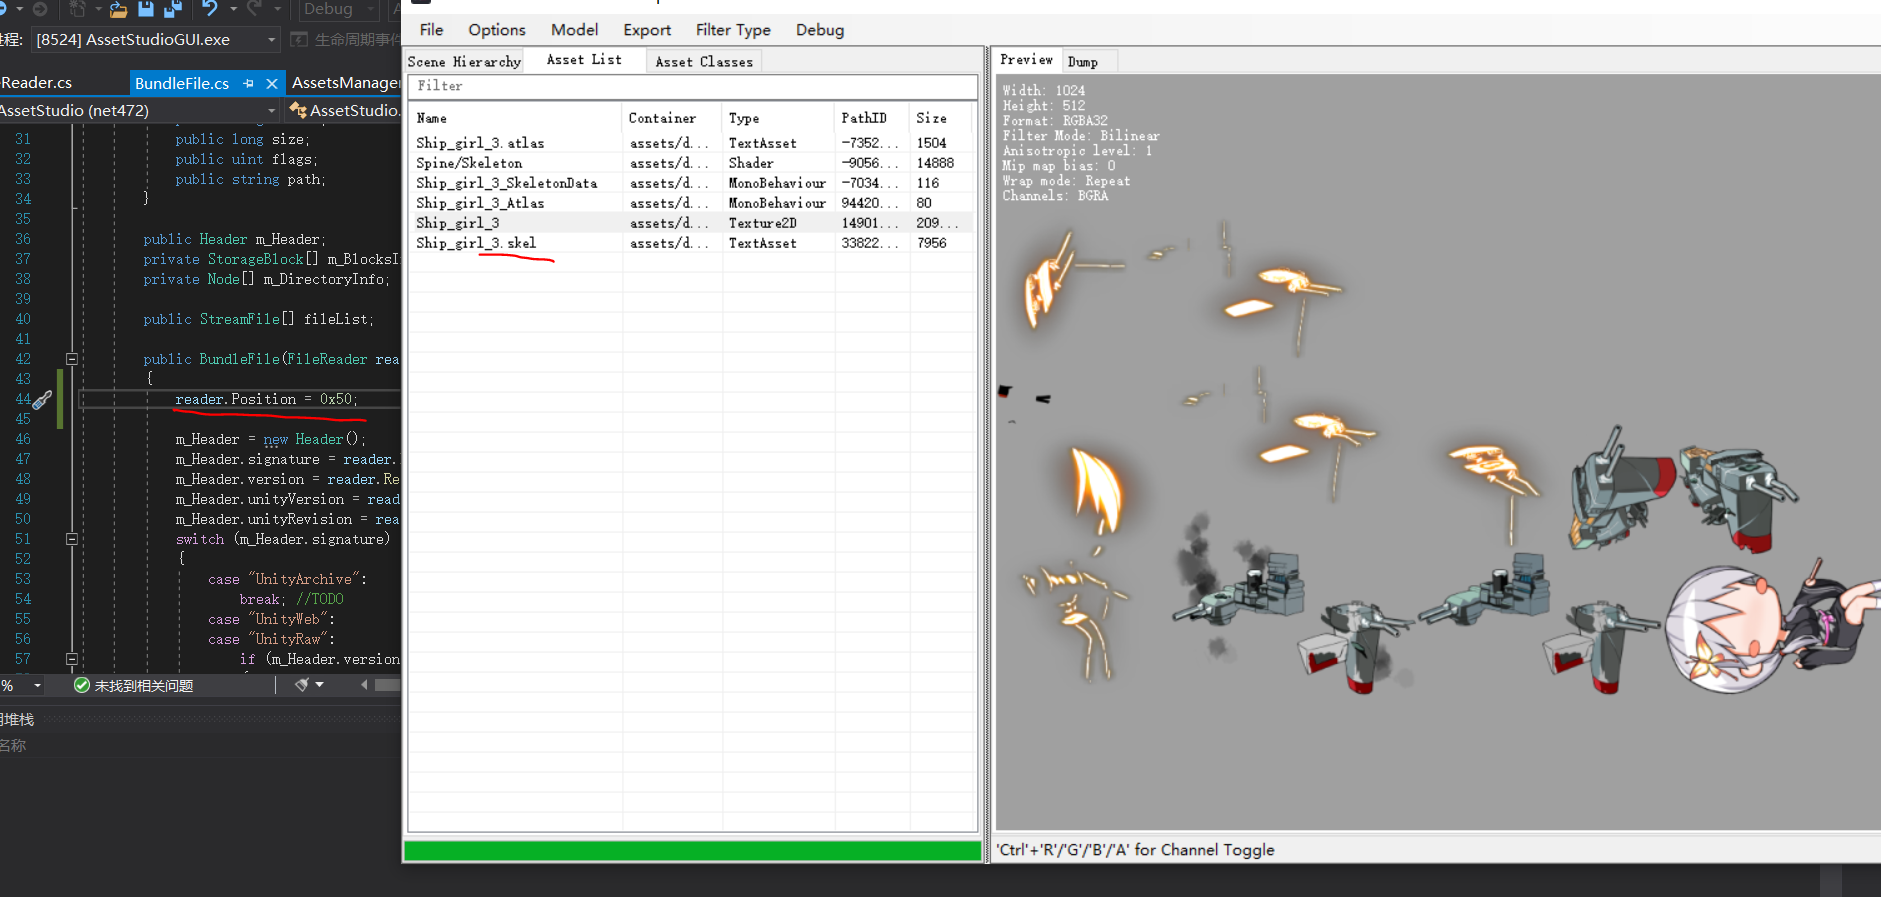 Debug
程:
[8524] AssetStudioGUI.exe
生命周期事件
Reader.cs
BundleFile.cs
AssetsManager
AssetStudio (net472)
AssetStudio.
31 public long size;
32 public uint flags;
33 public string path;
34 }
35
36 public Header m_Header;
37 private StorageBlock[] m_BlocksI
38 private Node[] m_DirectoryInfo;
39
40 public StreamFile[] fileList;
41
42 public BundleFile(FileReader rea
43 {
44 reader.Position = 0x50;
45
46 m_Header = new Header();
47 m_Header.signature = reader.
48 m_Header.version = reader.Re
49 m_Header.unityVersion = read
50 m_Header.unityRevision = rea
51 switch (m_Header.signature)
52 {
53 case "UnityArchive":
54 break; //TODO
55 case "UnityWeb":
56 case "UnityRaw":
57 if (m_Header.version
%
未找到相关问题
用堆栈
名称
File Options Model Export Filter Type Debug
Scene Hierarchy Asset List Asset Classes
Filter
Name Container Type PathID Size
Ship_girl_3.atlas assets/d... TextAsset -7352... 1504
Spine/Skeleton assets/d... Shader -9056... 14888
Ship_girl_3_SkeletonData assets/d... MonoBehaviour -7034... 116
Ship_girl_3_Atlas assets/d... MonoBehaviour 94420... 80
Ship_girl_3 assets/d... Texture2D 14901... 209...
Ship_girl_3.skel assets/d... TextAsset 33822... 7956
Preview Dump
Width: 1024
Height: 512
Format: RGBA32
Filter Mode: Bilinear
Anisotropic level: 1
Mip map bias: 0
Wrap mode: Repeat
Channels: BGRA
'Ctrl'+'R'/'G'/'B'/'A' for Channel Toggle